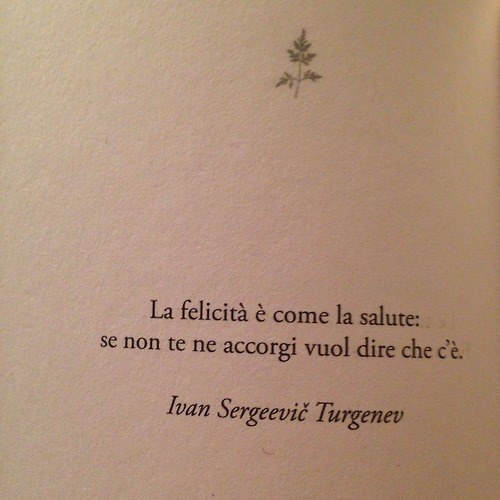 La felicità è come la salute:
se non te ne accorgi vuol dire che c'è.
Ivan Sergeevič Turgenev